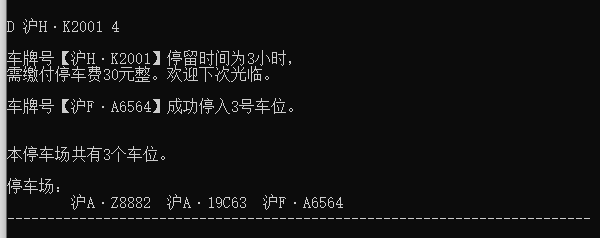 D 沪H·K2001 4
车牌号【沪H·K2001】停留时间为3小时,
需缴付停车费30元整。欢迎下次光临。
车牌号【沪F·A6564】成功停入3号车位。
本停车场共有3个车位。
停车场:
沪A·Z8882 沪A·19C63 沪F·A6564
-------------------------------------------------------------------------